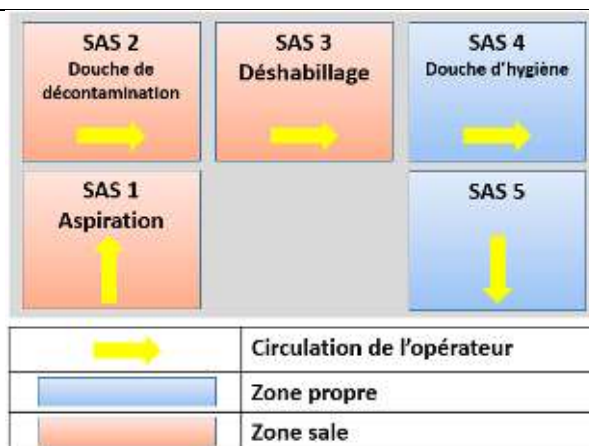 SAS 2
Douche de
décontamination
SAS 3
Déshabillage
SAS 4
Douche d'hygiène
SAS 1
Aspiration
SAS 5
Circulation de l'opérateur
Zone propre
Zone sale